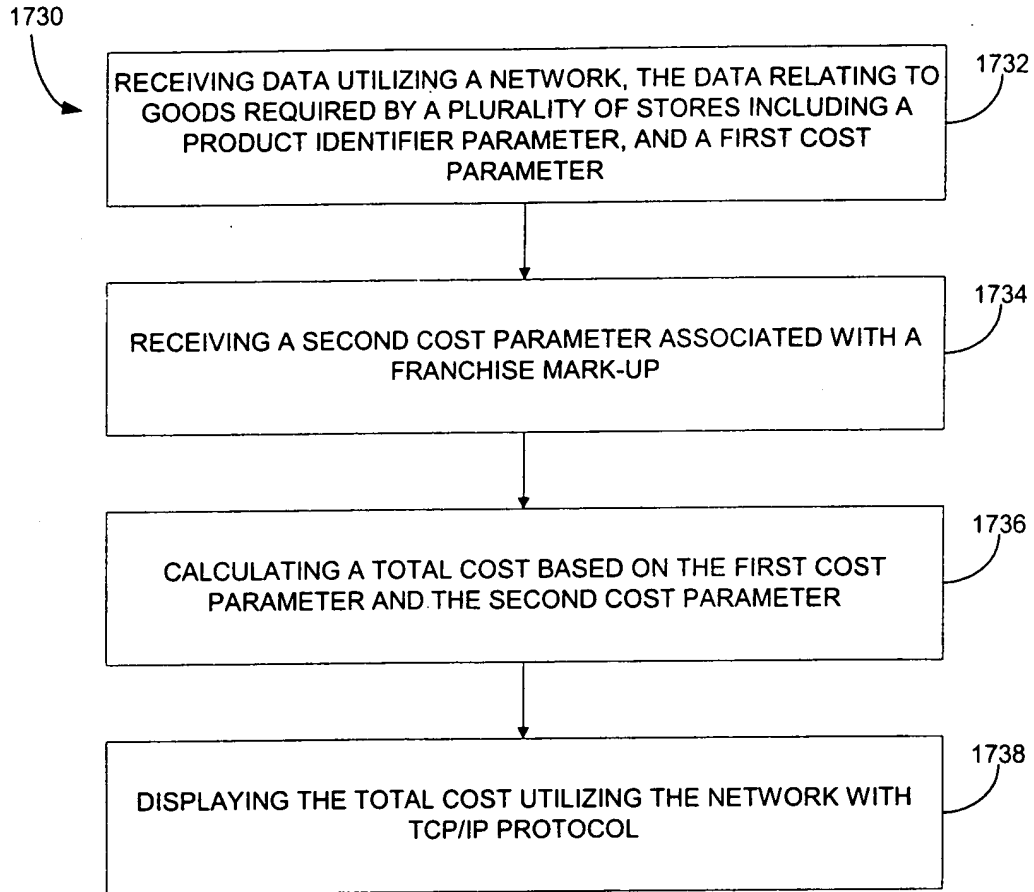 1730
RECEIVING DATA UTILIZING A NETWORK, THE DATA RELATING TO
GOODS REQUIRED BY A PLURALITY OF STORES INCLUDING A
PRODUCT IDENTIFIER PARAMETER, AND A FIRST COST
PARAMETER
1732
RECEIVING A SECOND COST PARAMETER ASSOCIATED WITH A
FRANCHISE MARK-UP
1734
CALCULATING A TOTAL COST BASED ON THE FIRST COST
PARAMETER AND THE SECOND COST PARAMETER
1736
DISPLAYING THE TOTAL COST UTILIZING THE NETWORK WITH
TCP/IP PROTOCOL
1738